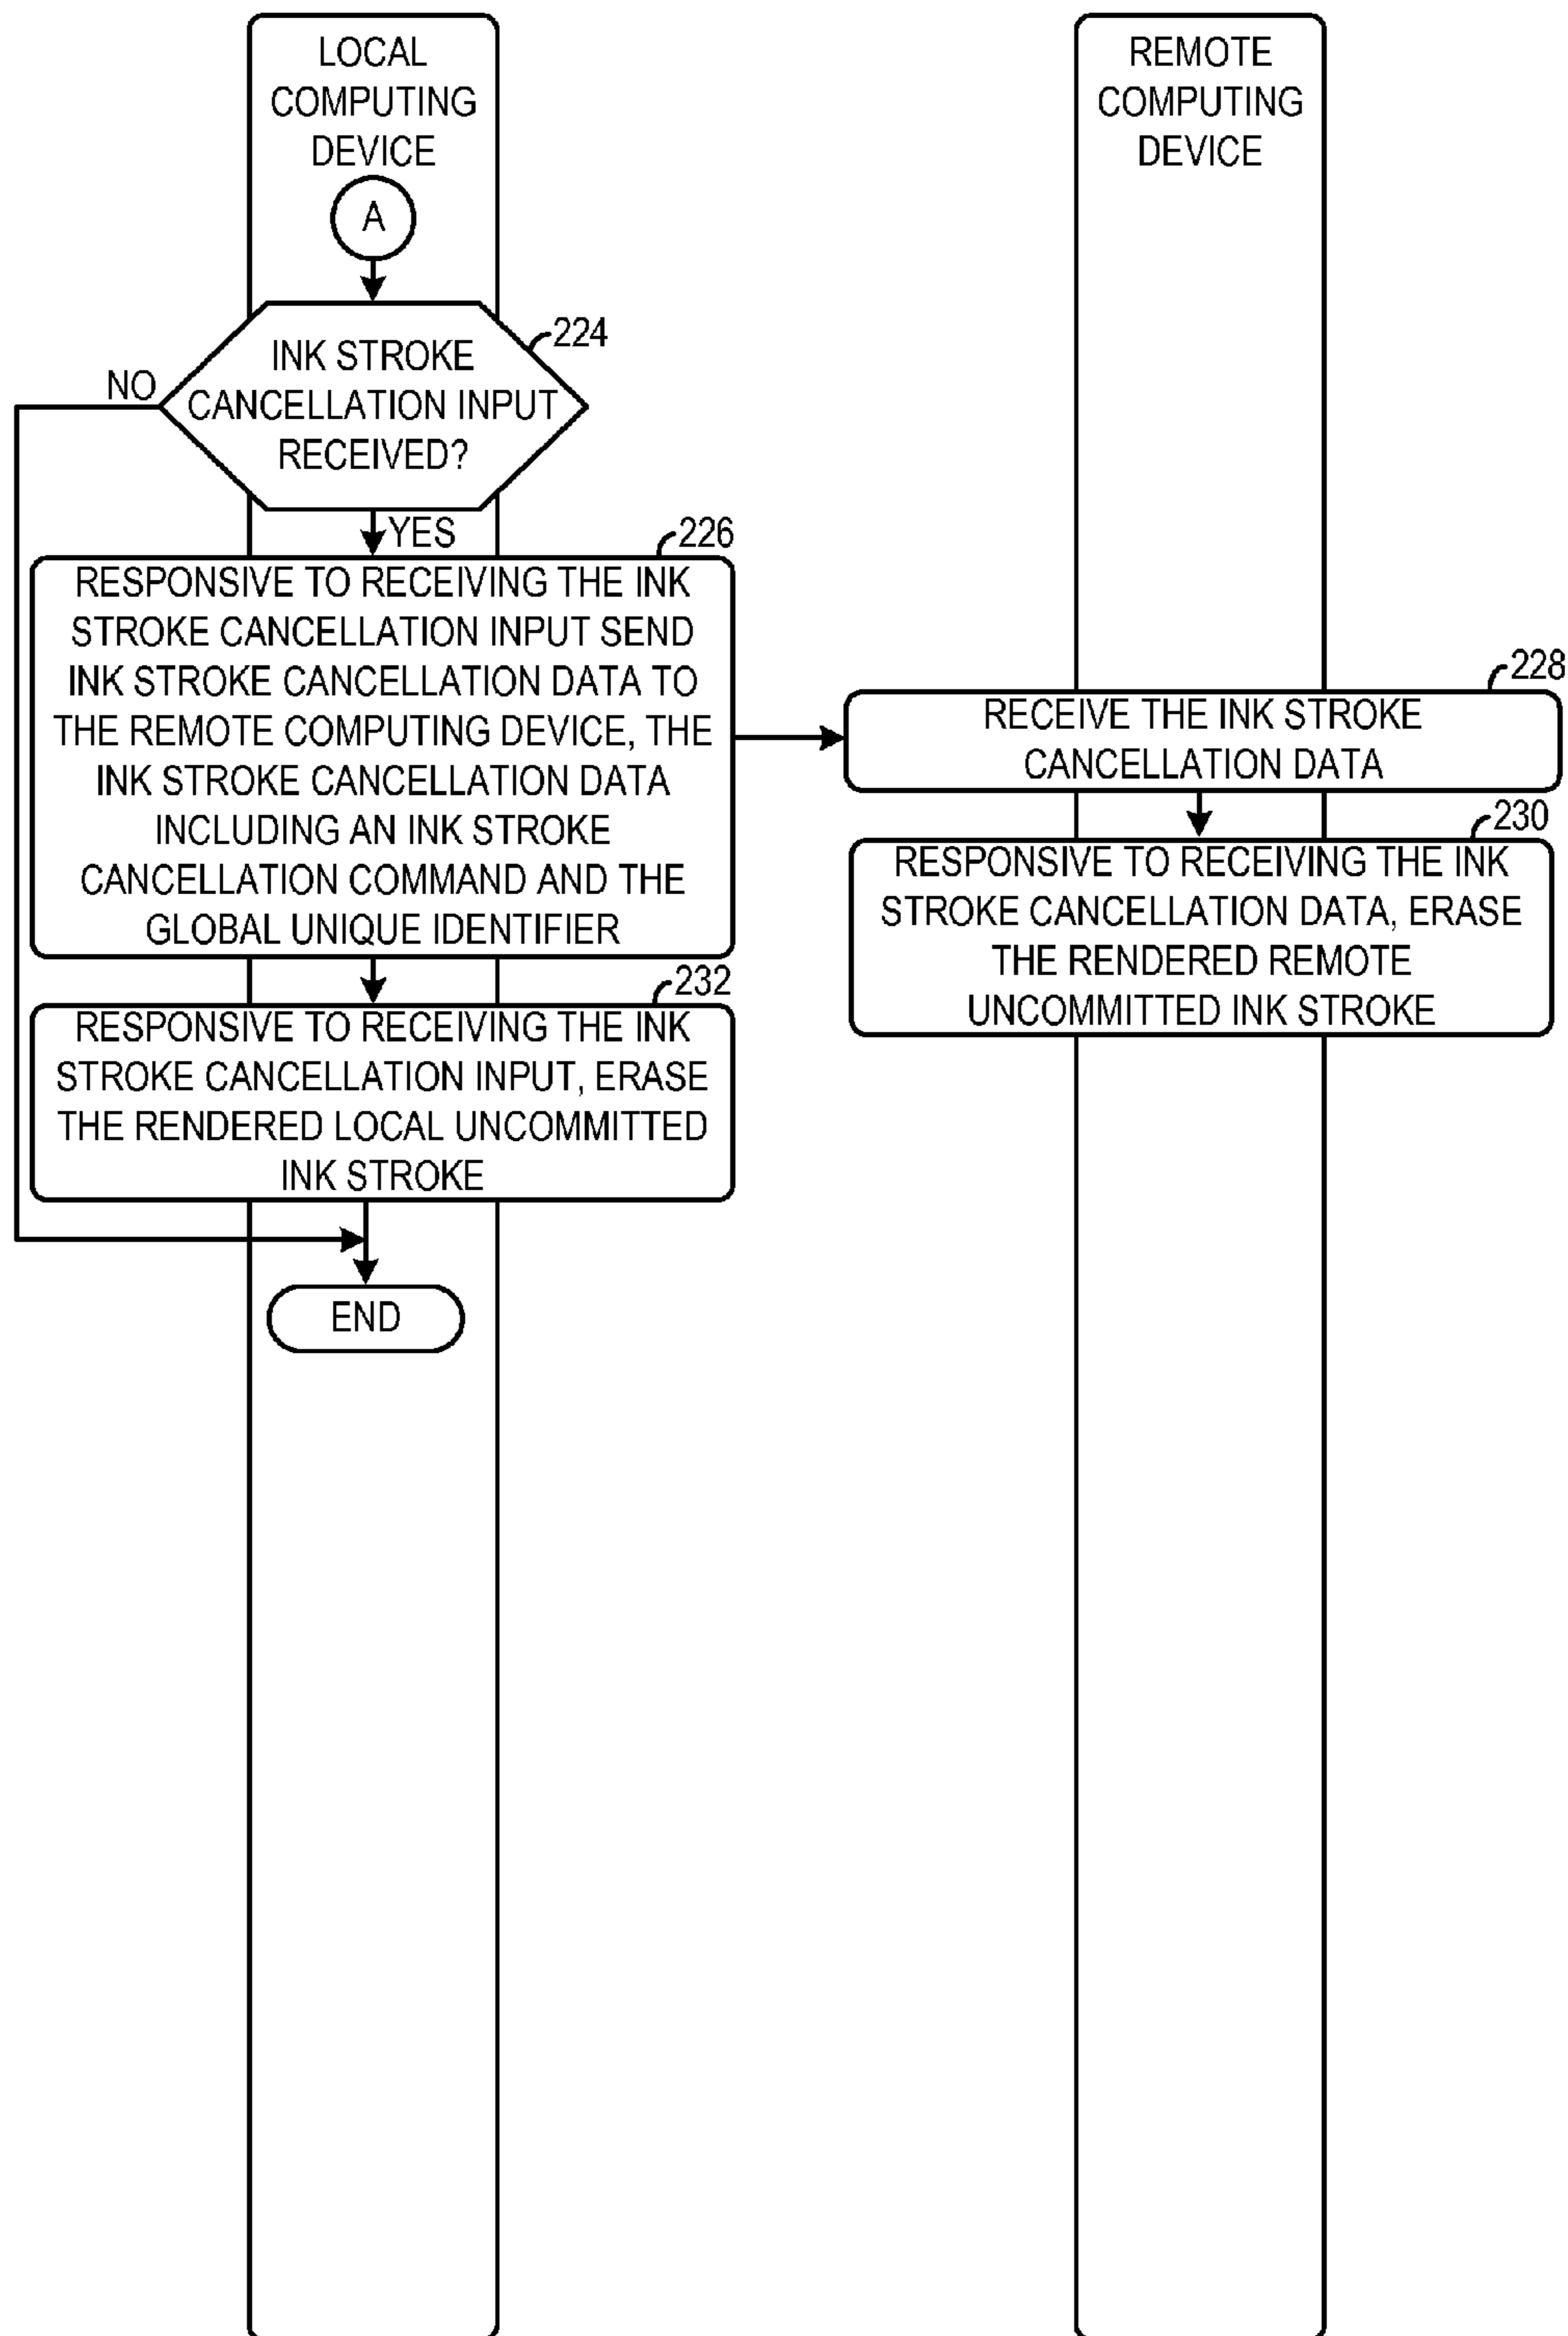 LOCAL
COMPUTING
DEVICE
A
INK STROKE
CANCELLATION INPUT
RECEIVED?
224
NO
YES
226
RESPONSIVE TO RECEIVING THE INK
STROKE CANCELLATION INPUT SEND
INK STROKE CANCELLATION DATA TO
THE REMOTE COMPUTING DEVICE, THE
INK STROKE CANCELLATION DATA
INCLUDING AN INK STROKE
CANCELLATION COMMAND AND THE
GLOBAL UNIQUE IDENTIFIER
232
RESPONSIVE TO RECEIVING THE INK
STROKE CANCELLATION INPUT, ERASE
THE RENDERED LOCAL UNCOMMITTED
INK STROKE
END
REMOTE
COMPUTING
DEVICE
228
RECEIVE THE INK STROKE
CANCELLATION DATA
230
RESPONSIVE TO RECEIVING THE INK
STROKE CANCELLATION DATA, ERASE
THE RENDERED REMOTE
UNCOMMITTED INK STROKE